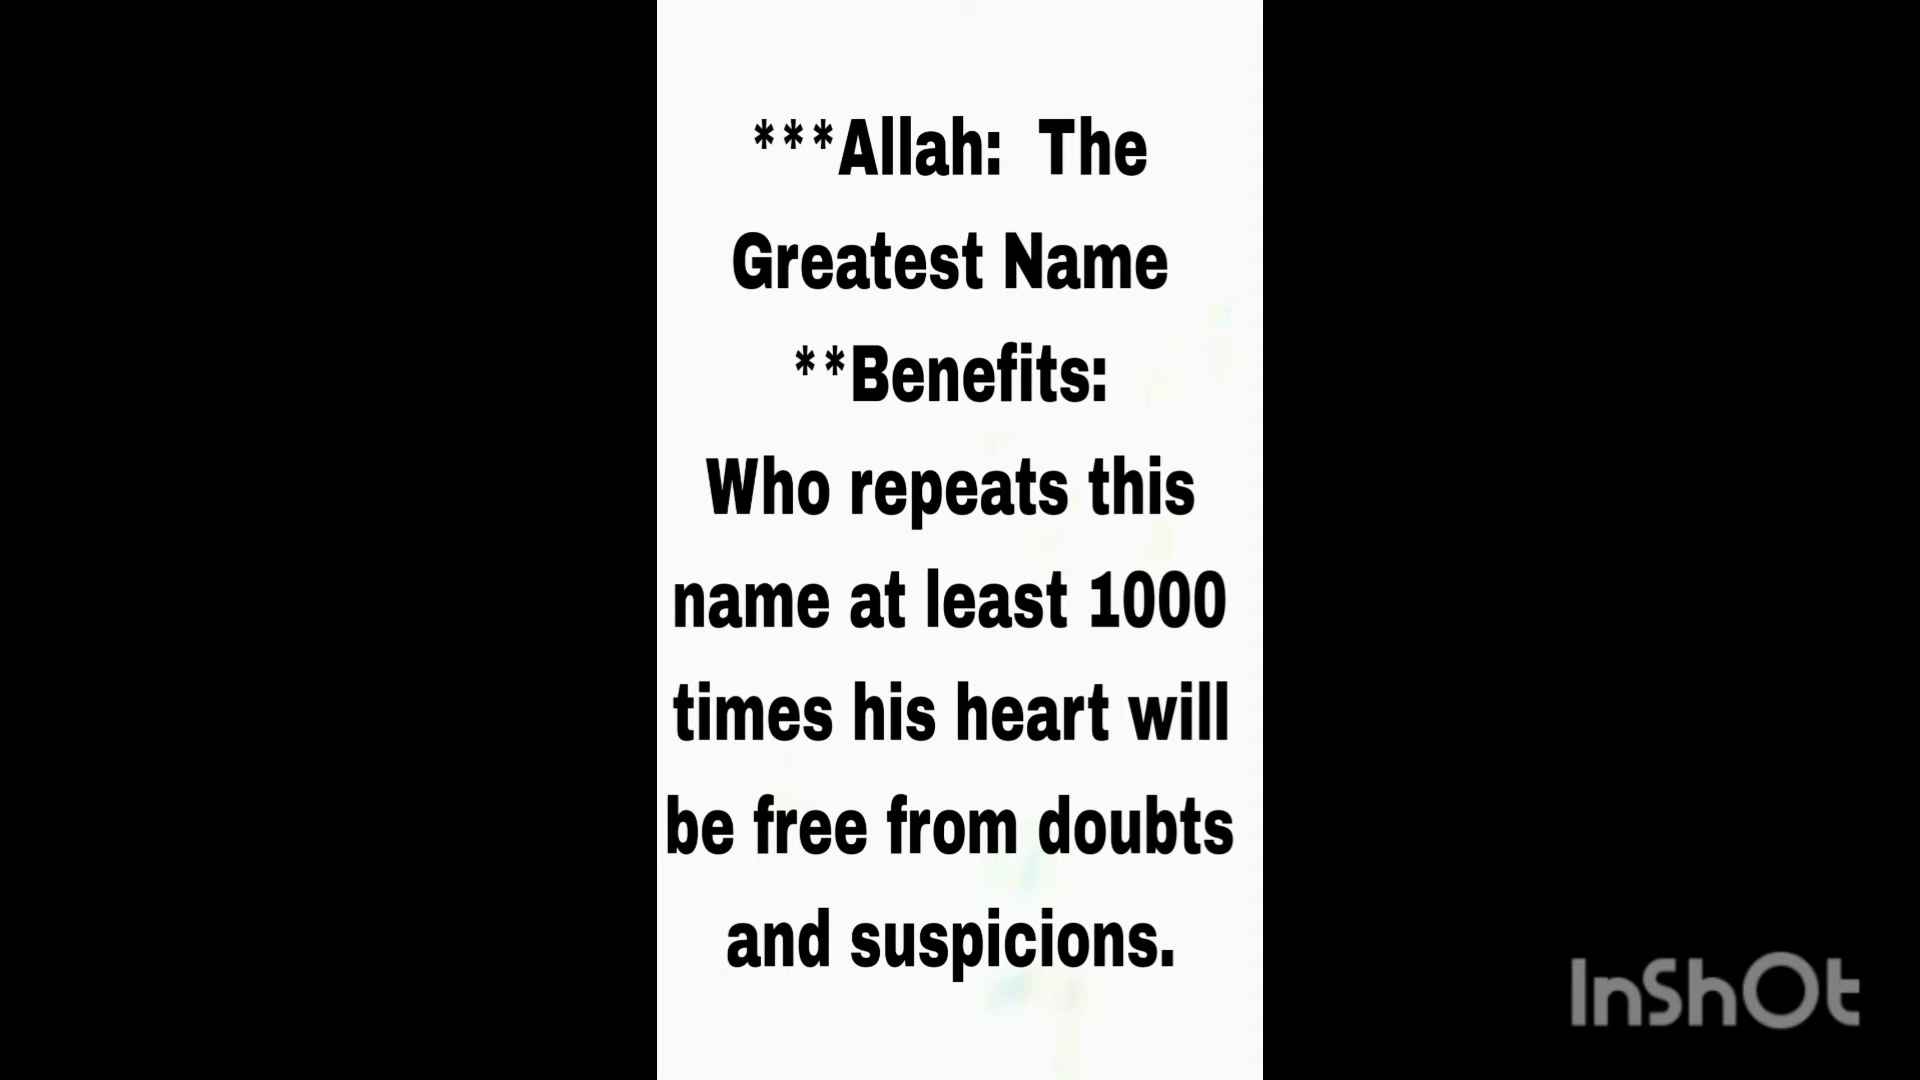 ***Allah:  The
Greatest Name
**Benefits:
Who repeats this
name at least 1000
times his heart will
be free from doubts
and suspicions.
InShOt